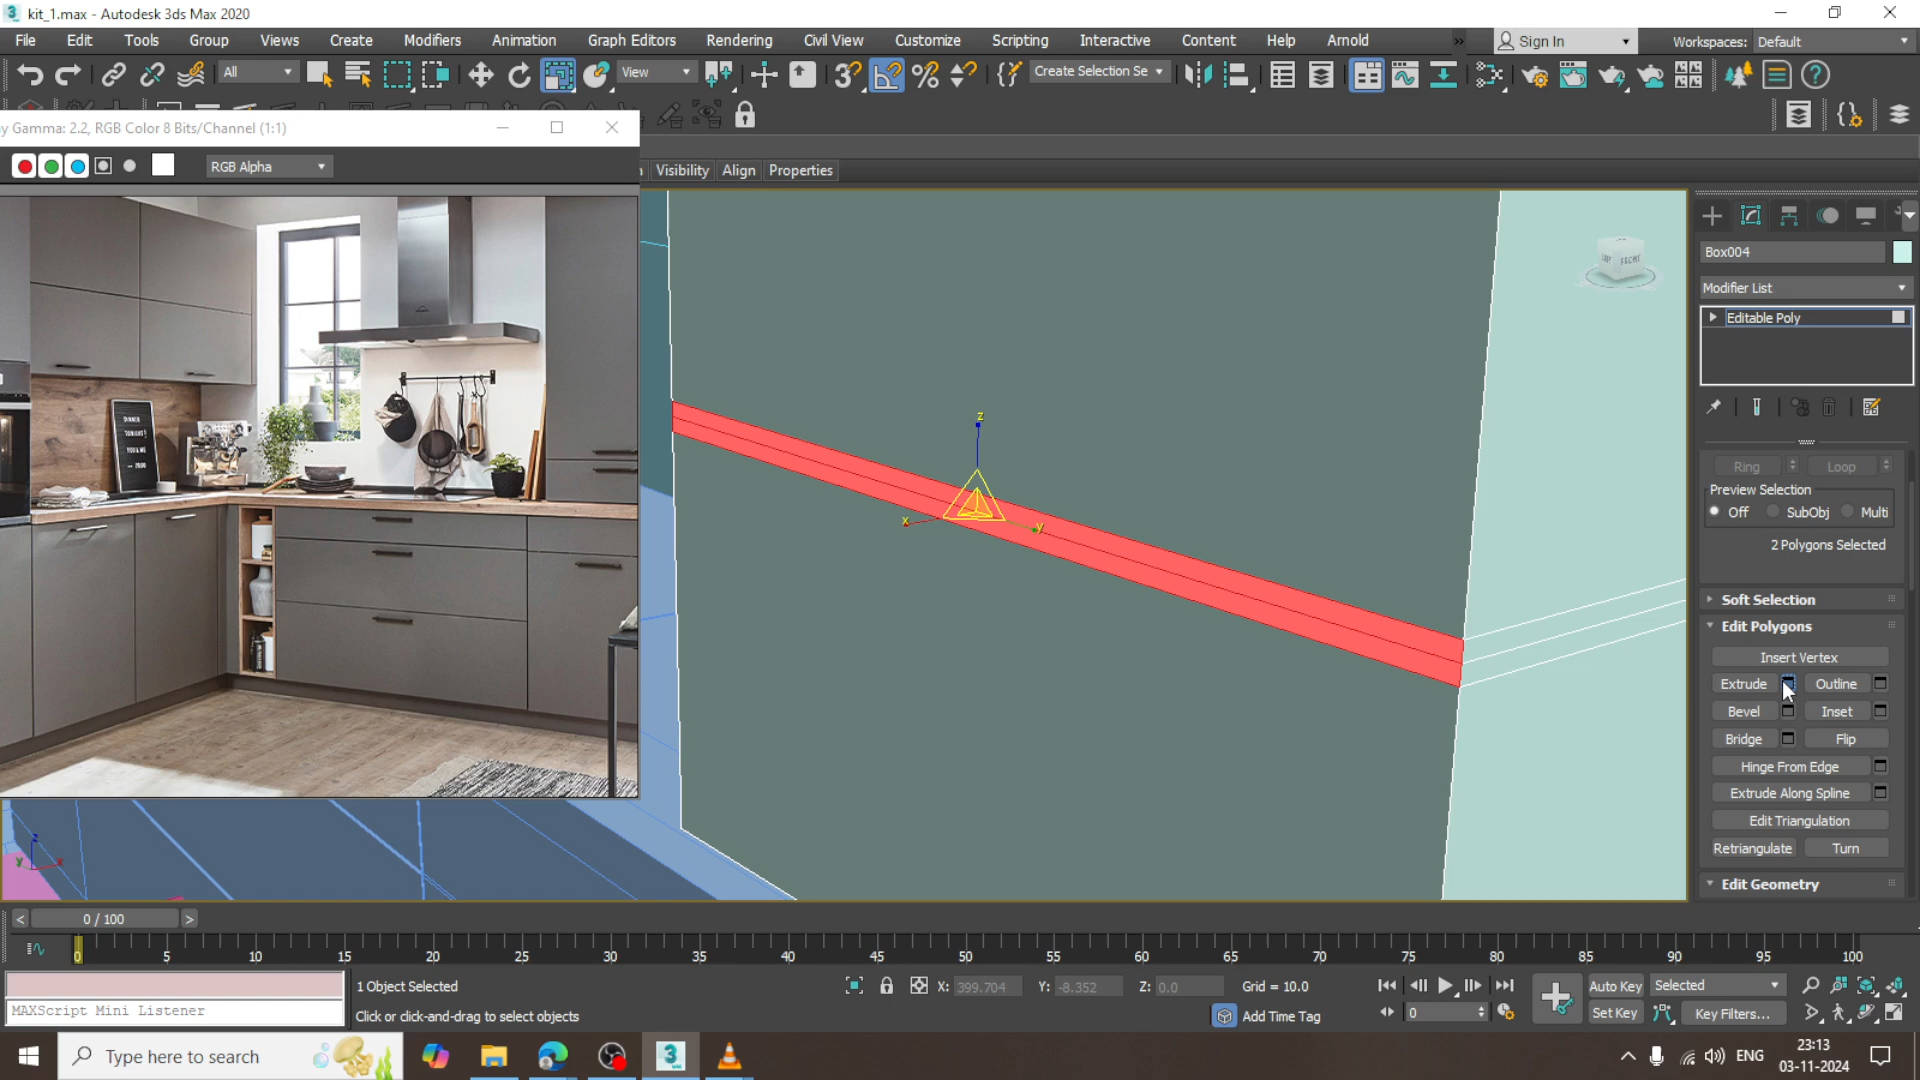 kit_1.max - Autodesk 3ds Max 2020
File Edit Tools Group Views Create Modifiers Animation Graph Editors Rendering Civil View Customize Scripting Interactive Content Help Arnold
Sign In
Workspaces: Default
All
View
Create Selection Se
y Gamma: 2.2, RGB Color 8 Bits/Channel (1:1)
RGB Alpha
Visibility Align Properties
FRONT
Box004
Modifier List
Editable Poly
Ring Loop
Preview Selection
Off SubObj Multi
2 Polygons Selected
Soft Selection
Edit Polygons
Insert Vertex
Extrude Outline
Bevel Inset
Bridge Flip
Hinge From Edge
Extrude Along Spline
Edit Triangulation
Retriangulate Turn
Edit Geometry
z
x
y
z
y
x
DINNER
TONIGHT
YOU & ME
< 0 / 100 >
0 5 10 15 20 25 30 35 40 45 50 55 60 65 70 75 80 85 90 95 100
MAXScript Mini Listener
1 Object Selected
Click or click-and-drag to select objects
X: 399.704 Y: -8.352 Z: 0.0 Grid = 10.0
Add Time Tag
0
Auto Key Selected
Set Key Key Filters...
Type here to search
ENG
23:13
03-11-2024